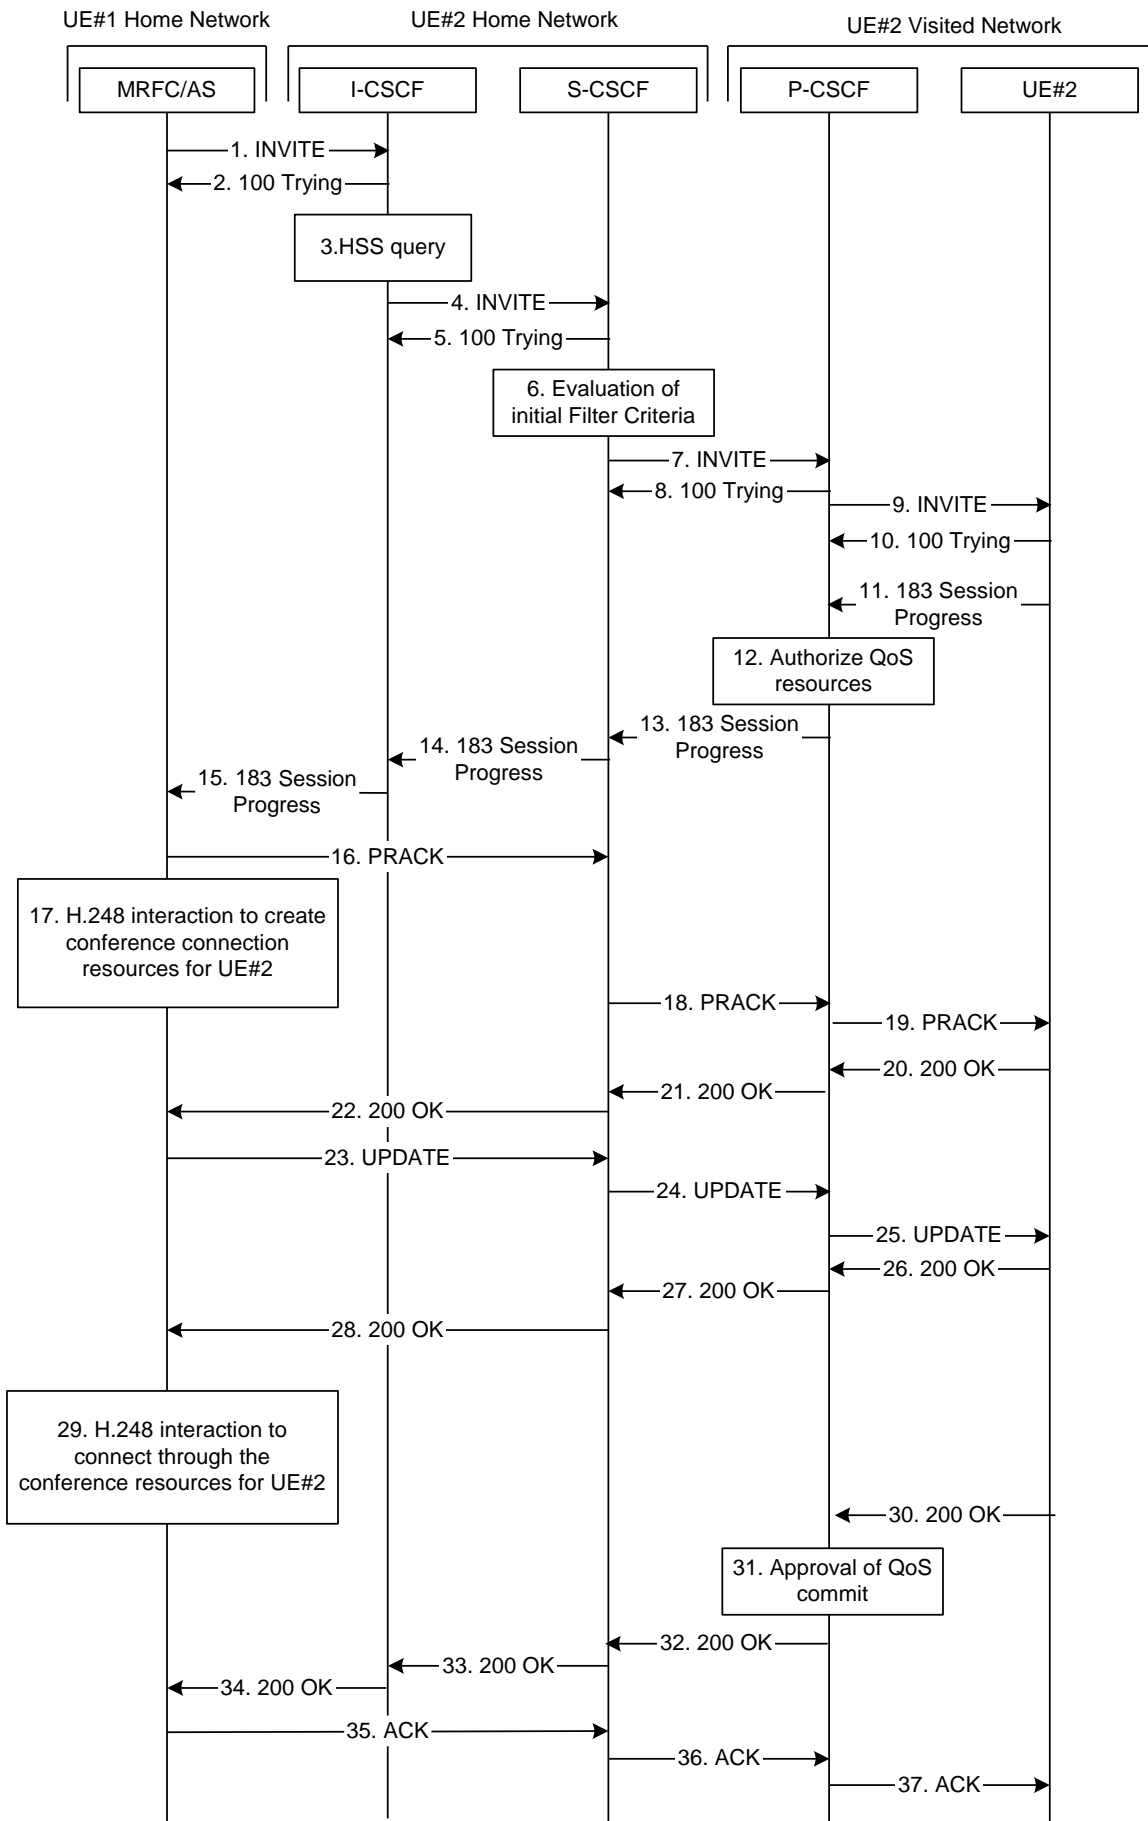 UE#1 Home Network
UE#2 Home Network
UE#2 Visited Network
MRFC/AS
I-CSCF
S-CSCF
P-CSCF
UE#2
1. INVITE
2. 100 Trying
3.HSS query
4. INVITE
5. 100 Trying
6. Evaluation of
initial Filter Criteria
7. INVITE
8. 100 Trying
9. INVITE
10. 100 Trying
11. 183 Session
Progress
12. Authorize QoS
resources
13. 183 Session
Progress
14. 183 Session
Progress
15. 183 Session
Progress
16. PRACK
17. H.248 interaction to create
conference connection
resources for UE#2
18. PRACK
19. PRACK
20. 200 OK
21. 200 OK
22. 200 OK
23. UPDATE
24. UPDATE
25. UPDATE
26. 200 OK
27. 200 OK
28. 200 OK
29. H.248 interaction to
connect through the
conference resources for UE#2
30. 200 OK
31. Approval of QoS
commit
32. 200 OK
33. 200 OK
34. 200 OK
35. ACK
36. ACK
37. ACK